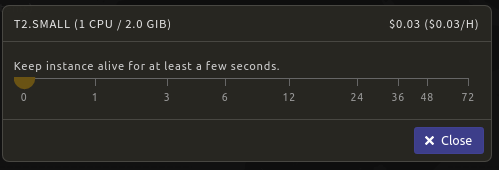 T2.SMALL (1 CPU / 2.0 GIB) $0.03 ($0.03/H)
Keep instance alive for at least a few seconds.
0 1 3 6 12 24 36 48 72
Close